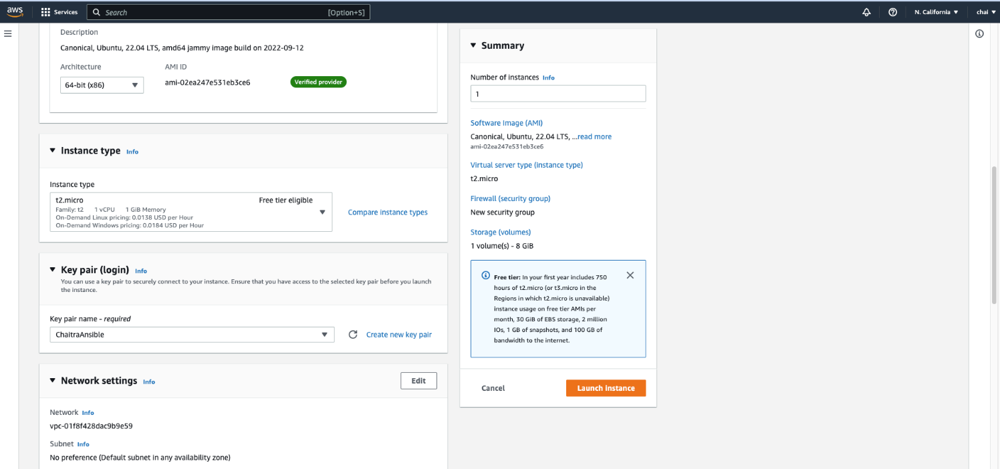 aws
Services
Search
[Option+S]
N. California
chai
Description
Canonical, Ubuntu, 22.04 LTS, amd64 jammy image build on 2022-09-12
Architecture
AMI ID
64-bit (x86)
ami-02ea247e531eb3ce6
Verified provider
Instance type Info
Instance type
t2.micro
Free tier eligible
Family: t2 1 vCPU 1 GiB Memory
On-Demand Linux pricing: 0.0138 USD per Hour
On-Demand Windows pricing: 0.0184 USD per Hour
Compare instance types
Key pair (login) Info
You can use a key pair to securely connect to your instance. Ensure that you have access to the selected key pair before you launch
the instance.
Key pair name - required
ChaitraAnsible
Create new key pair
Network settings Info
Edit
Network Info
vpc-01f8f428dac9b9e59
Subnet Info
No preference (Default subnet in any availability zone)
Summary
Number of instances Info
1
Software Image (AMI)
Canonical, Ubuntu, 22.04 LTS, ...read more
ami-02ea247e531eb3ce6
Virtual server type (instance type)
t2.micro
Firewall (security group)
New security group
Storage (volumes)
1 volume(s) - 8 GiB
Free tier: In your first year includes 750
hours of t2.micro (or t3.micro in the
Regions in which t2.micro is unavailable)
instance usage on free tier AMIs per
month, 30 GiB of EBS storage, 2 million
IOs, 1 GB of snapshots, and 100 GB of
bandwidth to the internet.
Cancel
Launch instance